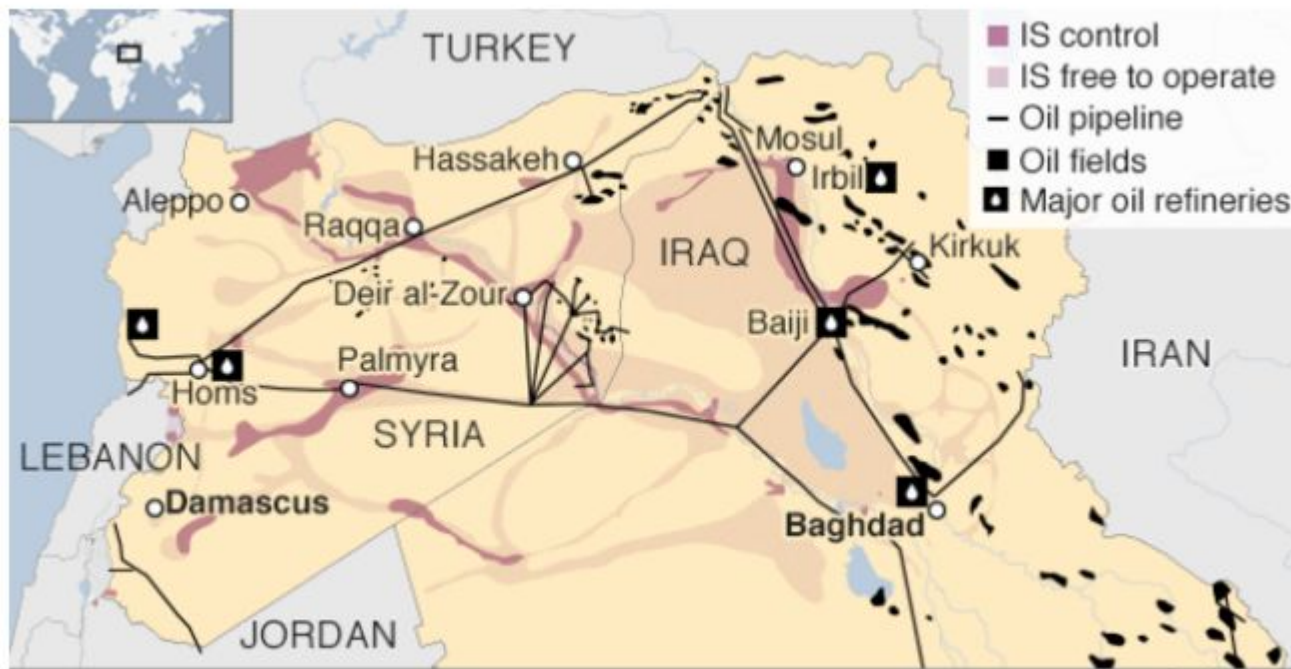 TURKEY
IS control
IS free to operate
Oil pipeline
Oil fields
Major oil refineries
Mosul
Hassakeh
Irbil
Aleppo
Raqqa
IRAQ
Kirkuk
Deir al-Zour
Baiji
Palmyra
IRAN
Homs
SYRIA
LEBANON
Damascus
Baghdad
JORDAN